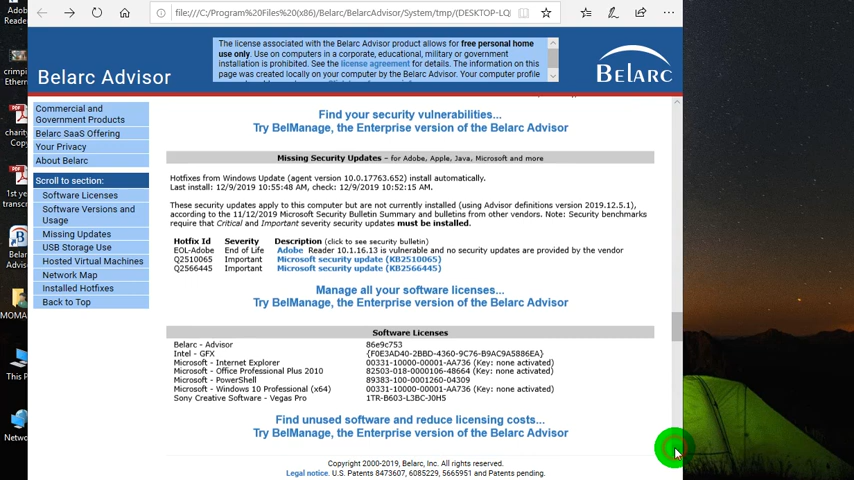 Adobe
Reader
file:///C:/Program%20Files%20(x86)/Belarc/BelarcAdvisor/System/tmp/(DESKTOP-LQ
The license associated with the Belarc Advisor product allows for free personal home
use only. Use on computers in a corporate, educational, military or government
installation is prohibited. See the license agreement for details. The information on
this page was created locally on your computer by the Belarc Advisor. Your computer profile
Belarc Advisor
BELARC
crimpi
Ethern
charity
Co
1st ye
transcr
Belar
Advis
MOMA
This P
Netwo
Commercial and
Government Products
Belarc SaaS Offering
Your Privacy
About Belarc
Scroll to section:
Software Licenses
Software Versions and
Usage
Missing Updates
USB Storage Use
Hosted Virtual Machines
Network Map
Installed Hotfixes
Back to Top
Find your security vulnerabilities...
Try BelManage, the Enterprise version of the Belarc Advisor
Missing Security Updates – for Adobe, Apple, Java, Microsoft and more
Hotfixes from Windows Update (agent version 10.0.17763.652) install automatically.
Last install: 12/9/2019 10:55:48 AM, check: 12/9/2019 10:52:15 AM.
These security updates apply to this computer but are not currently installed (using Advisor definitions version 2019.12.5.1),
according to the 11/12/2019 Microsoft Security Bulletin Summary and bulletins from other vendors. Note: Security benchmarks
require that Critical and Important severity security updates must be installed.
Hotfix Id Severity Description (click to see security bulletin)
EOL-Adobe End of Life Adobe Reader 10.1.16.13 is vulnerable and no security updates are provided by the vendor
Q2510065 Important Microsoft security update (KB2510065)
Q2566445 Important Microsoft security update (KB2566445)
Manage all your software licenses...
Try BelManage, the Enterprise version of the Belarc Advisor
Software Licenses
Belarc - Advisor 86e9c753
Intel - GFX {F0E3AD40-2BBD-4360-9C76-B9AC9A5886EA}
Microsoft - Internet Explorer 00331-10000-00001-AA736 (Key: none activated)
Microsoft - Office Professional Plus 2010 82503-018-0000106-48664 (Key: none activated)
Microsoft - PowerShell 89383-100-0001260-04309
Microsoft - Windows 10 Professional (x64) 00331-10000-00001-AA736 (Key: none activated)
Sony Creative Software - Vegas Pro 1TR-B603-L3BC-J0H5
Find unused software and reduce licensing costs...
Try BelManage, the Enterprise version of the Belarc Advisor
Copyright 2000-2019, Belarc, Inc. All rights reserved.
Legal notice. U.S. Patents 8473607, 6085229, 5665951 and Patents pending.